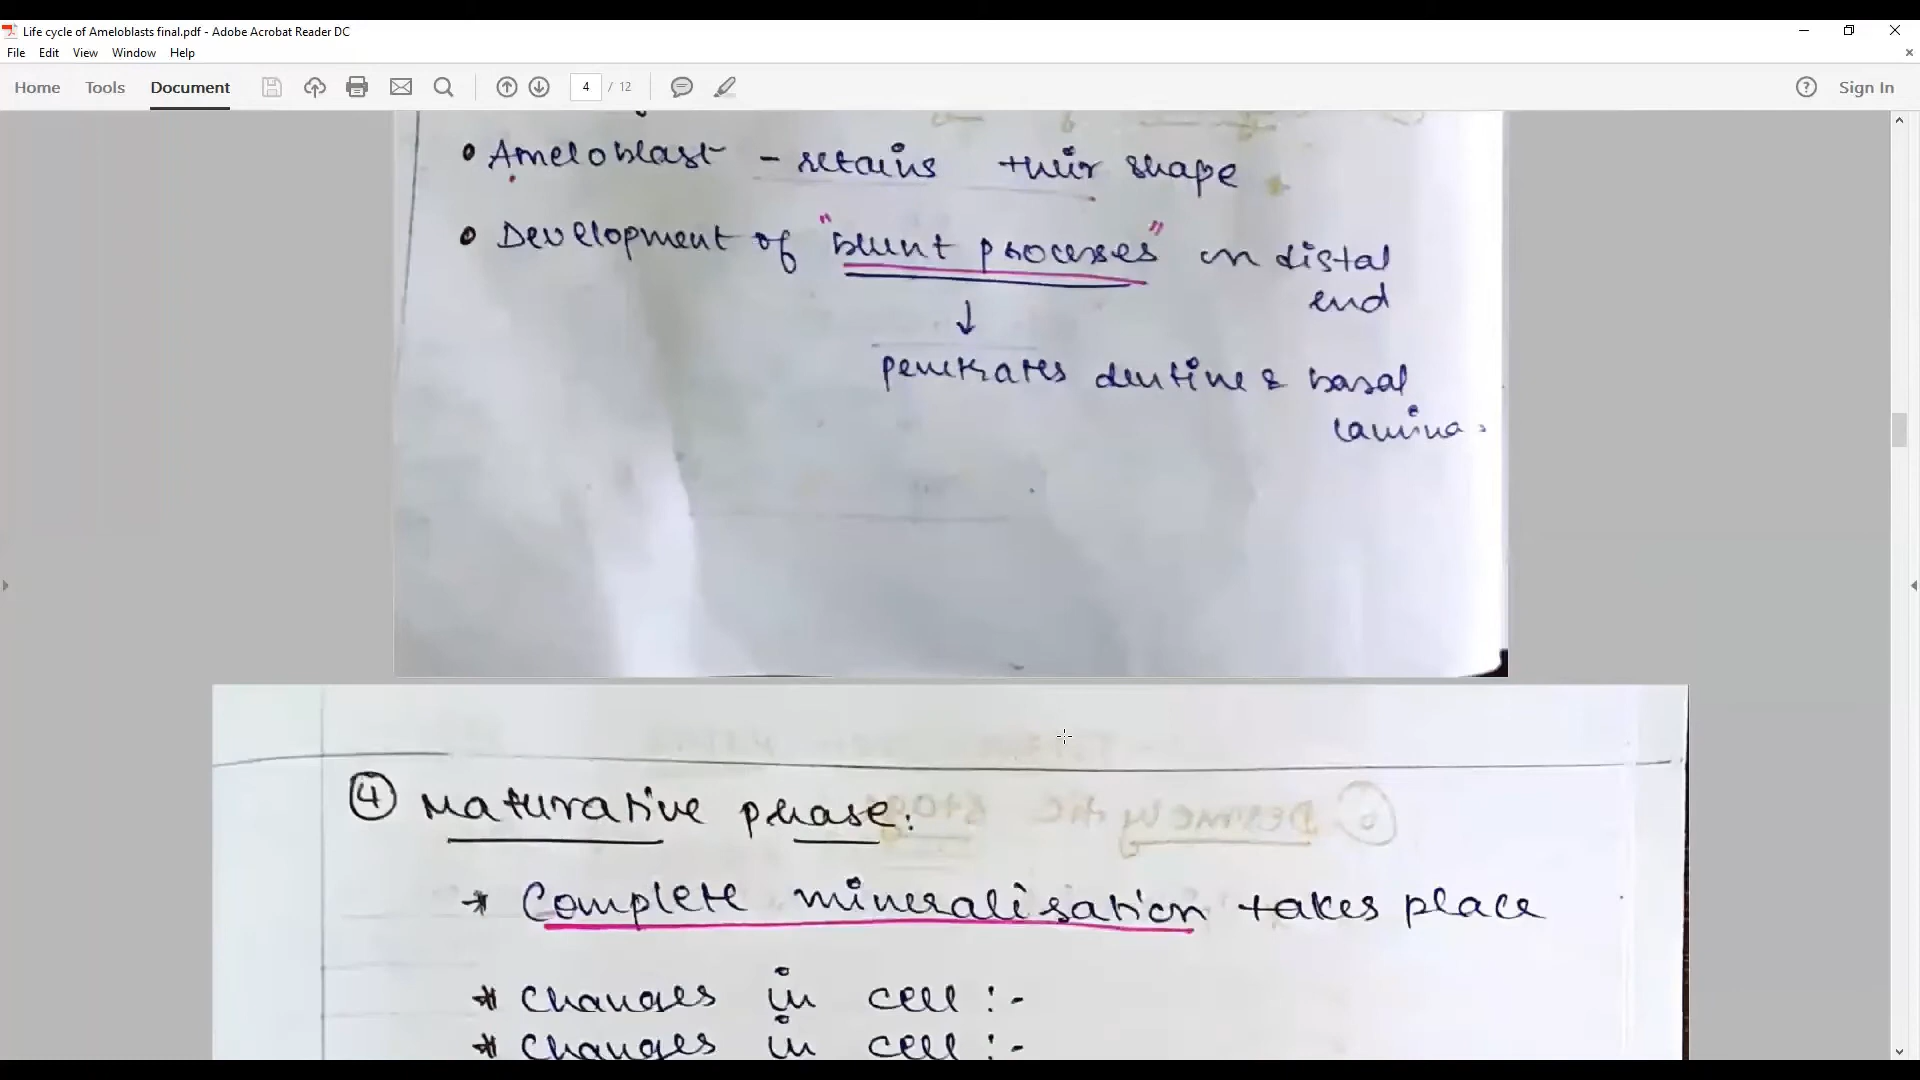 Life cycle of Ameloblasts final.pdf - Adobe Acrobat Reader DC
File Edit View Window Help
Home Tools Document 4 / 12 Sign In
• Ameloblast - retains their shape
• Development of "blunt processes" on distal
end
↓
penetrates dentine & basal
lamina.
④ Maturative phase:
* Complete mineralisation takes place
* Changes in cell :-
* Changes in cell :-